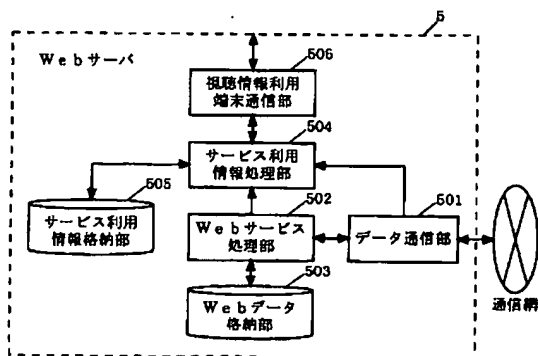 5
Webサーバ
506
視聴情報利用
端末通信部
504
サービス利用
情報処理部
505
サービス利用
情報格納部
502
Webサービス
処理部
501
データ通信部
503
Webデータ
格納部
通信網